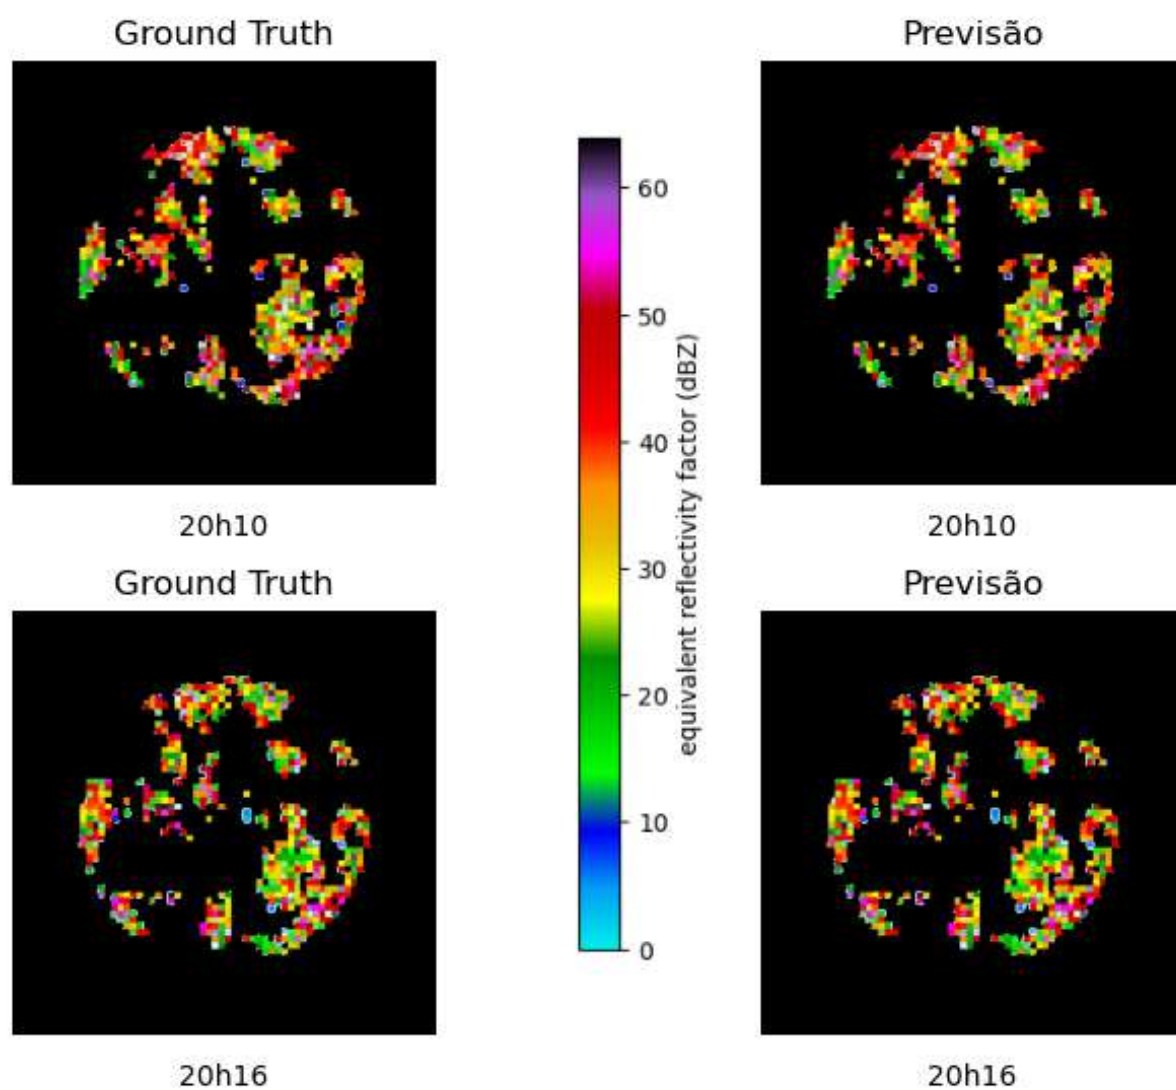 Ground Truth
Previsão
60
50
40
30
20
10
0
equivalent reflectivity factor (dBZ)
20h10
20h10
Ground Truth
Previsão
20h16
20h16